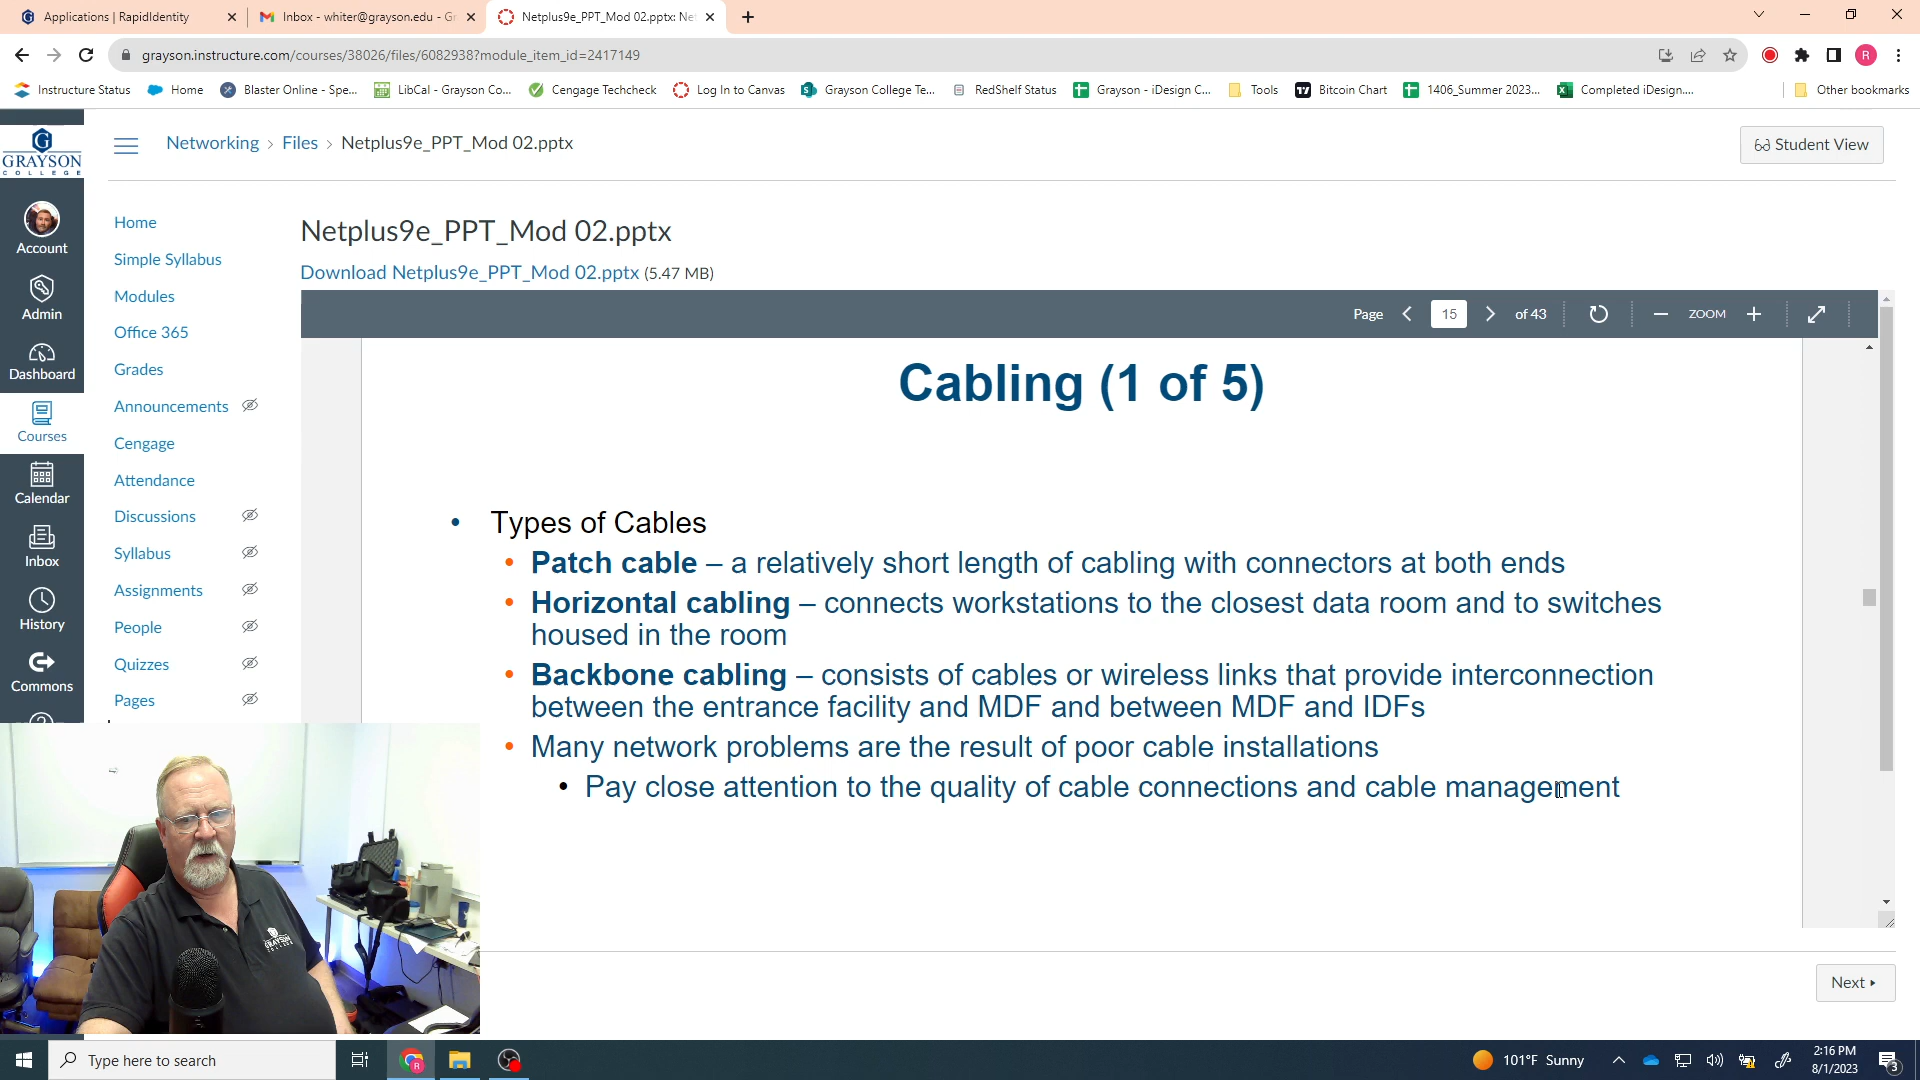 Applications | RapidIdentity
Inbox - whiter@grayson.edu - Gr
Netplus9e_PPT_Mod 02.pptx: Net
grayson.instructure.com/courses/38026/files/6082938?module_item_id=2417149
R
Instructure Status
Home
Blaster Online - Spe...
LibCal - Grayson Co...
Cengage Techcheck
Log In to Canvas
Grayson College Te...
RedShelf Status
Grayson - iDesign C...
Tools
Bitcoin Chart
1406_Summer 2023...
Completed iDesign....
Other bookmarks
GRAYSON
COLLEGE
Networking › Files › Netplus9e_PPT_Mod 02.pptx
Student View
Account
Admin
Dashboard
Courses
Calendar
Inbox
History
Commons
Home
Simple Syllabus
Modules
Office 365
Grades
Announcements
Cengage
Attendance
Discussions
Syllabus
Assignments
People
Quizzes
Pages
Netplus9e_PPT_Mod 02.pptx
Download Netplus9e_PPT_Mod 02.pptx (5.47 MB)
Page 15 of 43
ZOOM
Cabling (1 of 5)
• Types of Cables
• Patch cable – a relatively short length of cabling with connectors at both ends
• Horizontal cabling – connects workstations to the closest data room and to switches
housed in the room
• Backbone cabling – consists of cables or wireless links that provide interconnection
between the entrance facility and MDF and between MDF and IDFs
• Many network problems are the result of poor cable installations
• Pay close attention to the quality of cable connections and cable management
GRAYSON
COLLEGE
Next
Type here to search
101°F Sunny
2:16 PM
8/1/2023
3